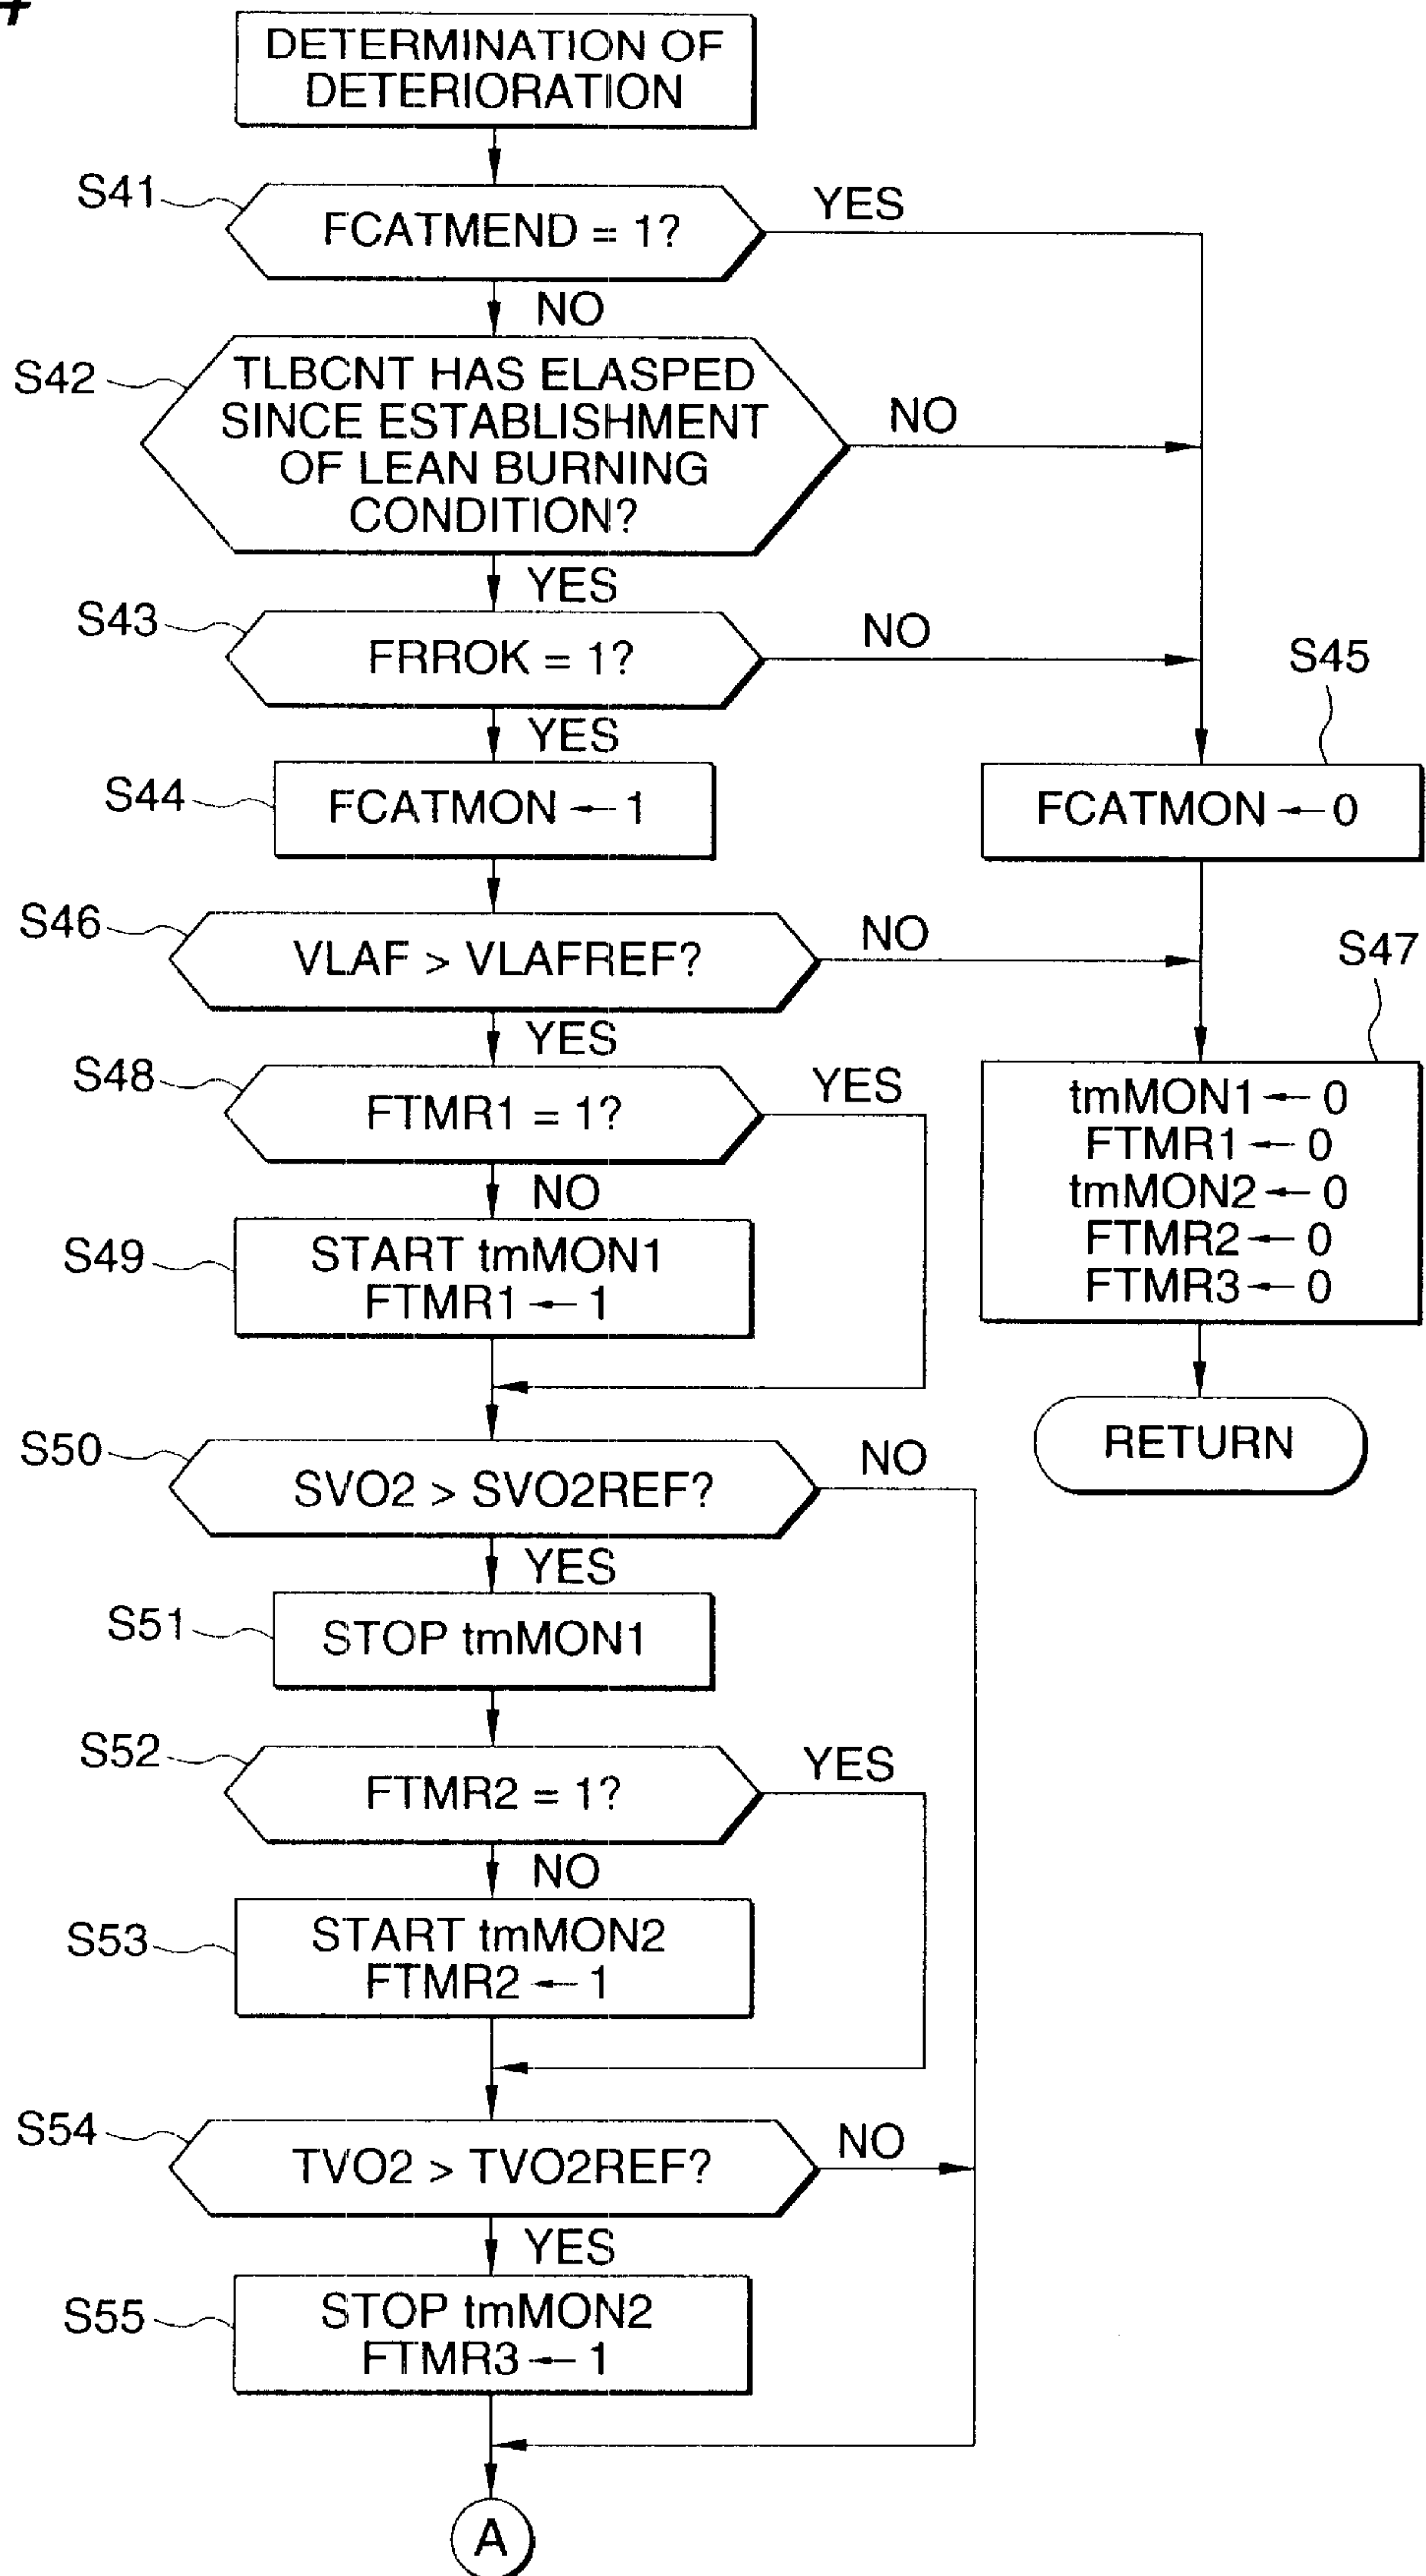 4
DETERMINATION OF
DETERIORATION
S41
FCATMEND = 1?
YES
NO
S42
TLBCNT HAS ELASPED
SINCE ESTABLISHMENT
OF LEAN BURNING
CONDITION?
NO
YES
S43
FRROK = 1?
NO
YES
S44
FCATMON ← 1
S45
FCATMON ← 0
S46
VLAF > VLAFREF?
NO
YES
S47
tmMON1 ← 0
FTMR1 ← 0
tmMON2 ← 0
FTMR2 ← 0
FTMR3 ← 0
RETURN
S48
FTMR1 = 1?
YES
NO
S49
START tmMON1
FTMR1 ← 1
S50
SVO2 > SVO2REF?
NO
YES
S51
STOP tmMON1
S52
FTMR2 = 1?
YES
NO
S53
START tmMON2
FTMR2 ← 1
S54
TVO2 > TVO2REF?
NO
YES
S55
STOP tmMON2
FTMR3 ← 1
A